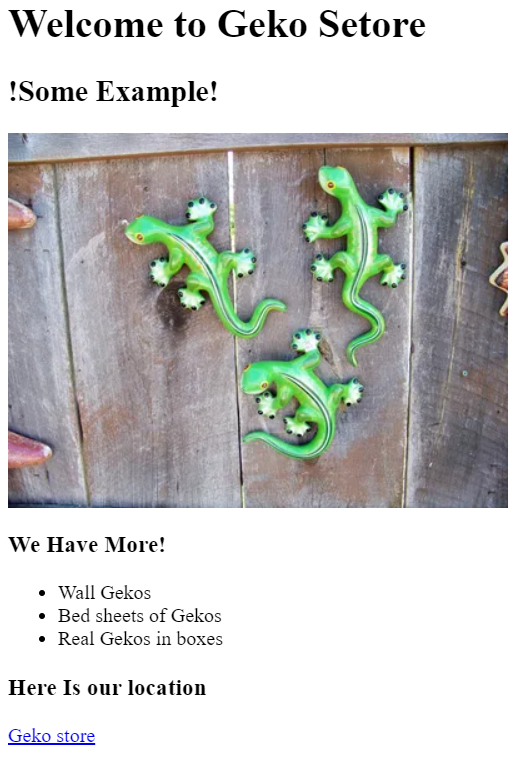 Welcome to Geko Setore
!Some Example!
We Have More!
Wall Gekos
Bed sheets of Gekos
Real Gekos in boxes
Here Is our location
Geko store